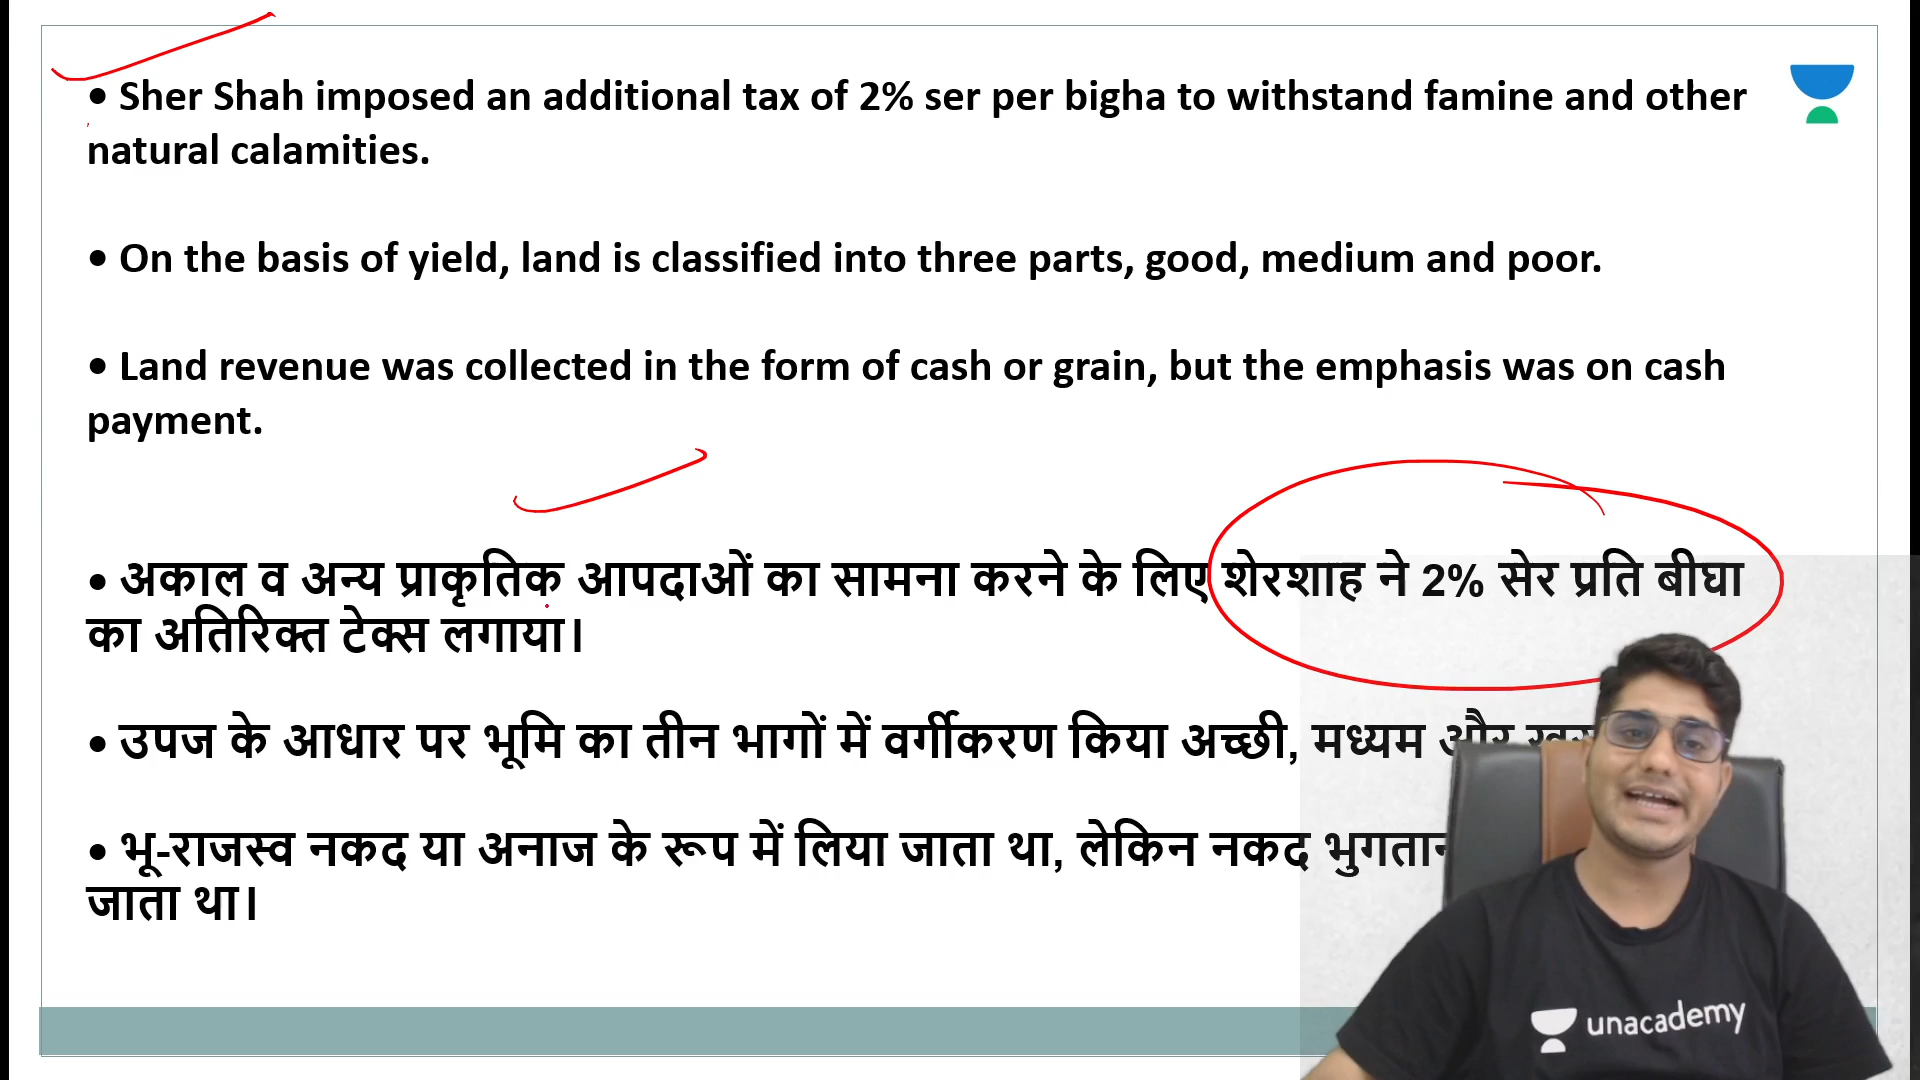 • Sher Shah imposed an additional tax of 2% ser per bigha to withstand famine and other
natural calamities.
• On the basis of yield, land is classified into three parts, good, medium and poor.
• Land revenue was collected in the form of cash or grain, but the emphasis was on cash
payment.
• अकाल व अन्य प्राकृतिक आपदाओं का सामना करने के लिए शेरशाह ने 2% सेर प्रति बीघा
का अतिरिक्त टेक्स लगाया।
• उपज के आधार पर भूमि का तीन भागों में वर्गीकरण किया अच्छी, मध्यम और
• भू-राजस्व नकद या अनाज के रूप में लिया जाता था, लेकिन नकद भुगतान
जाता था।
unacademy